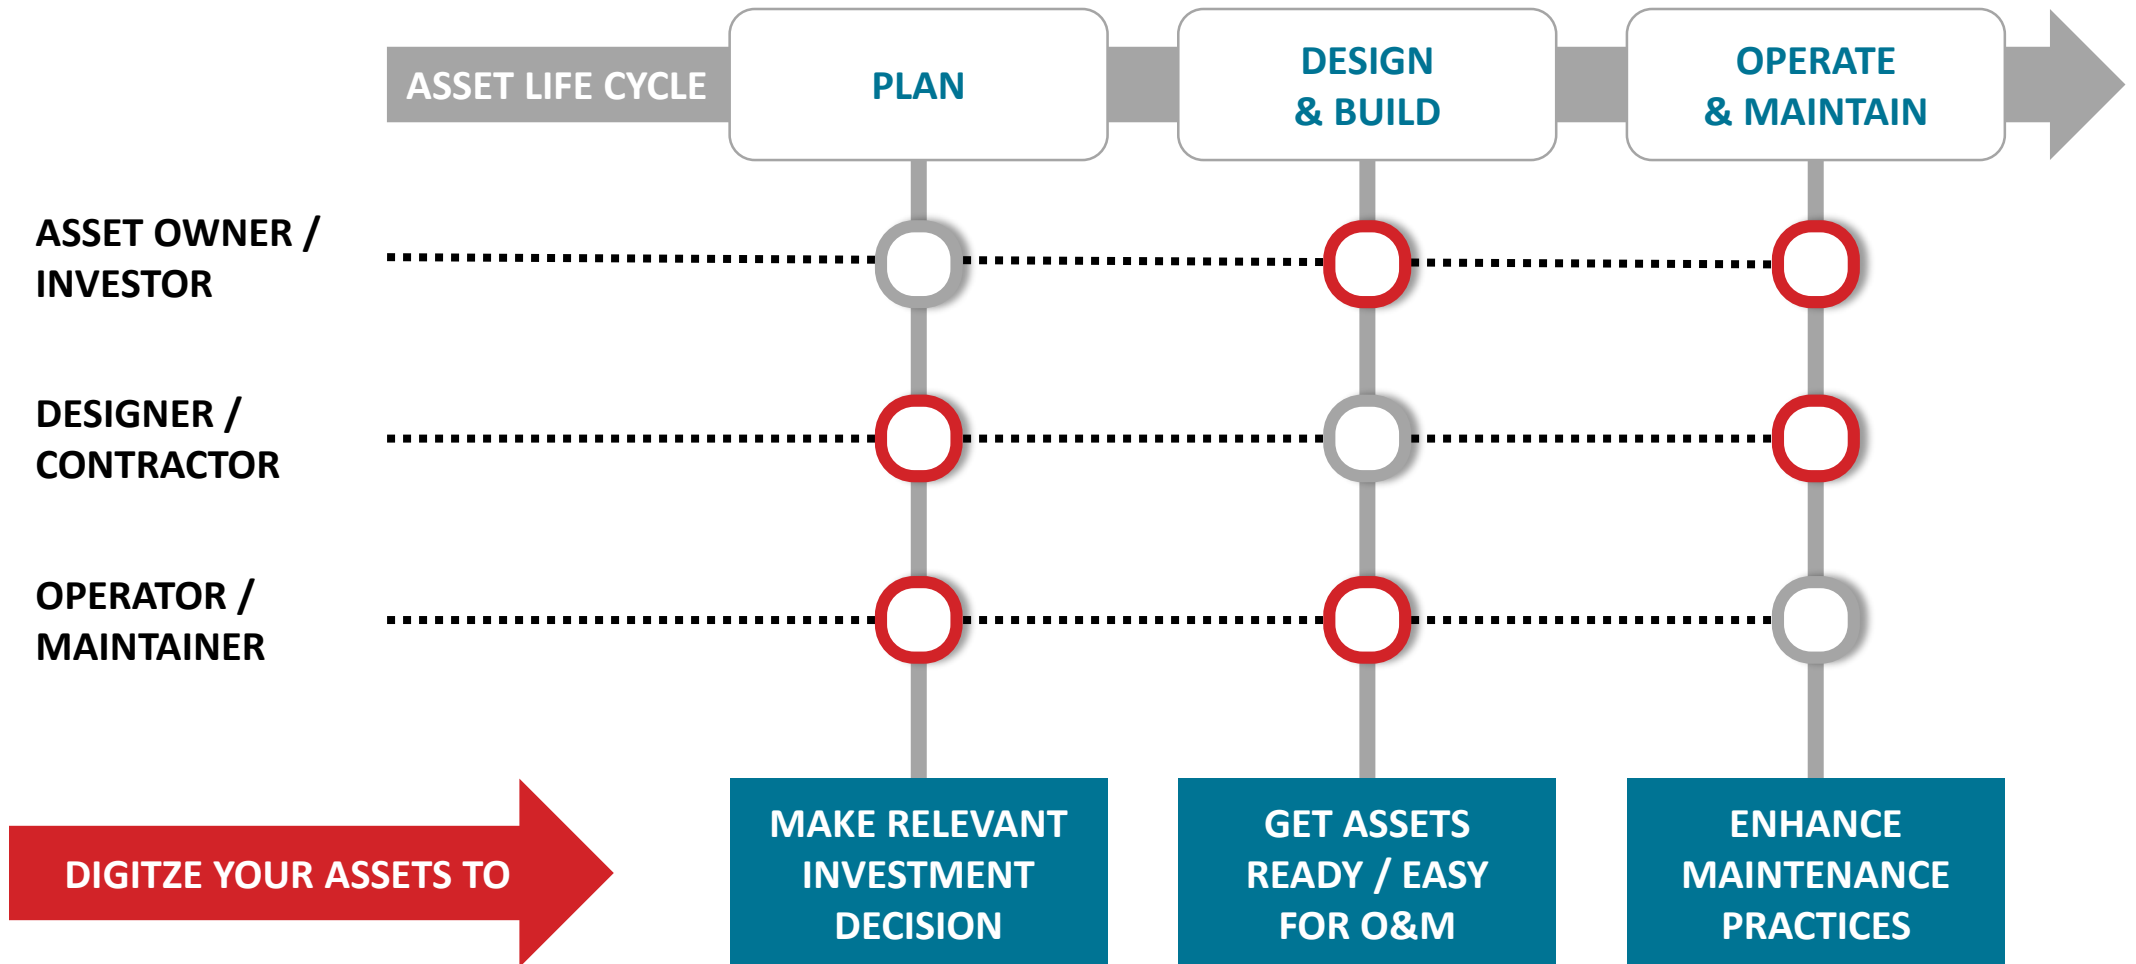 ASSET LIFE CYCLE
PLAN
DESIGN
& BUILD
OPERATE
& MAINTAIN
ASSET OWNER /
INVESTOR
DESIGNER /
CONTRACTOR
OPERATOR /
MAINTAINER
DIGITZE YOUR ASSETS TO
MAKE RELEVANT
INVESTMENT
DECISION
GET ASSETS
READY / EASY
FOR O&M
ENHANCE
MAINTENANCE
PRACTICES